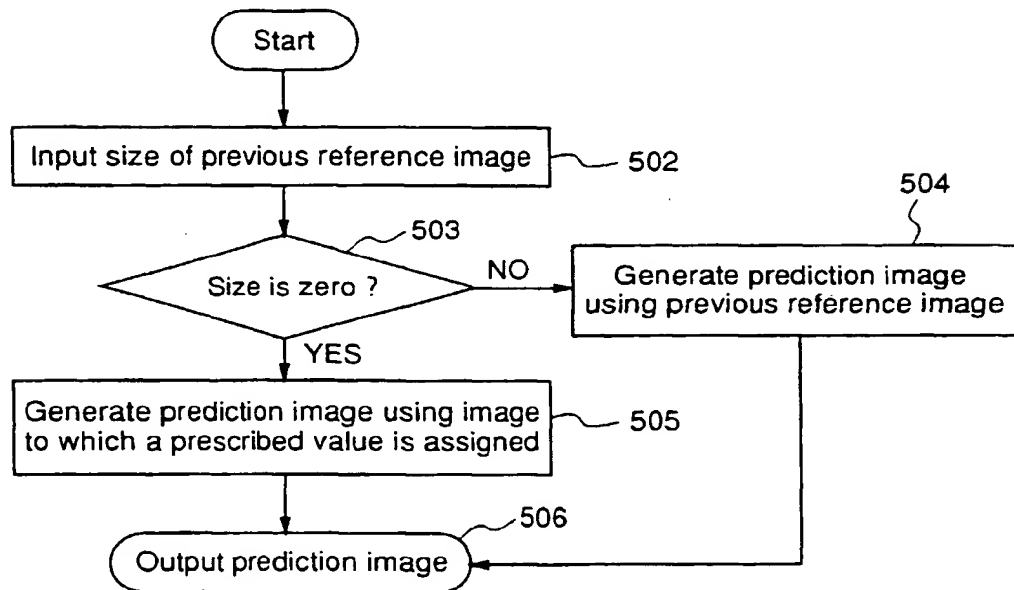 Start
Input size of previous reference image
502
503
504
Size is zero ?
NO
Generate prediction image
using previous reference image
YES
Generate prediction image using image
to which a prescribed value is assigned
505
506
Output prediction image